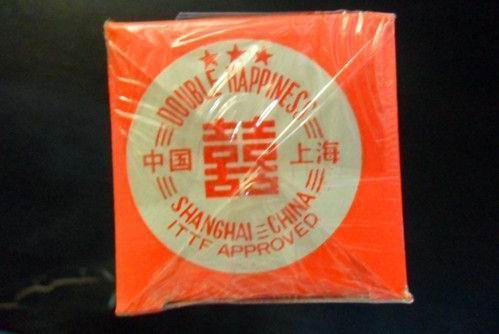 DOUBLE HAPPINESS
中国 囍 上海
SHANGHAI CHINA
ITTF APPROVED